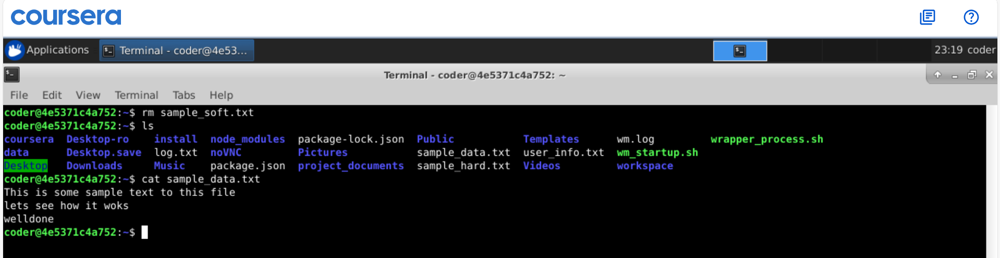 coursera
Applications Terminal - coder@4e53... 23:19 coder
Terminal - coder@4e5371c4a752: ~
File Edit View Terminal Tabs Help
coder@4e5371c4a752:~$ rm sample_soft.txt
coder@4e5371c4a752:~$ ls
coursera Desktop-ro install node_modules package-lock.json Public Templates wm.log wrapper_process.sh
data Desktop.save log.txt noVNC Pictures sample_data.txt user_info.txt wm_startup.sh
Desktop Downloads Music package.json project_documents sample_hard.txt Videos workspace
coder@4e5371c4a752:~$ cat sample_data.txt
This is some sample text to this file
lets see how it woks
welldone
coder@4e5371c4a752:~$